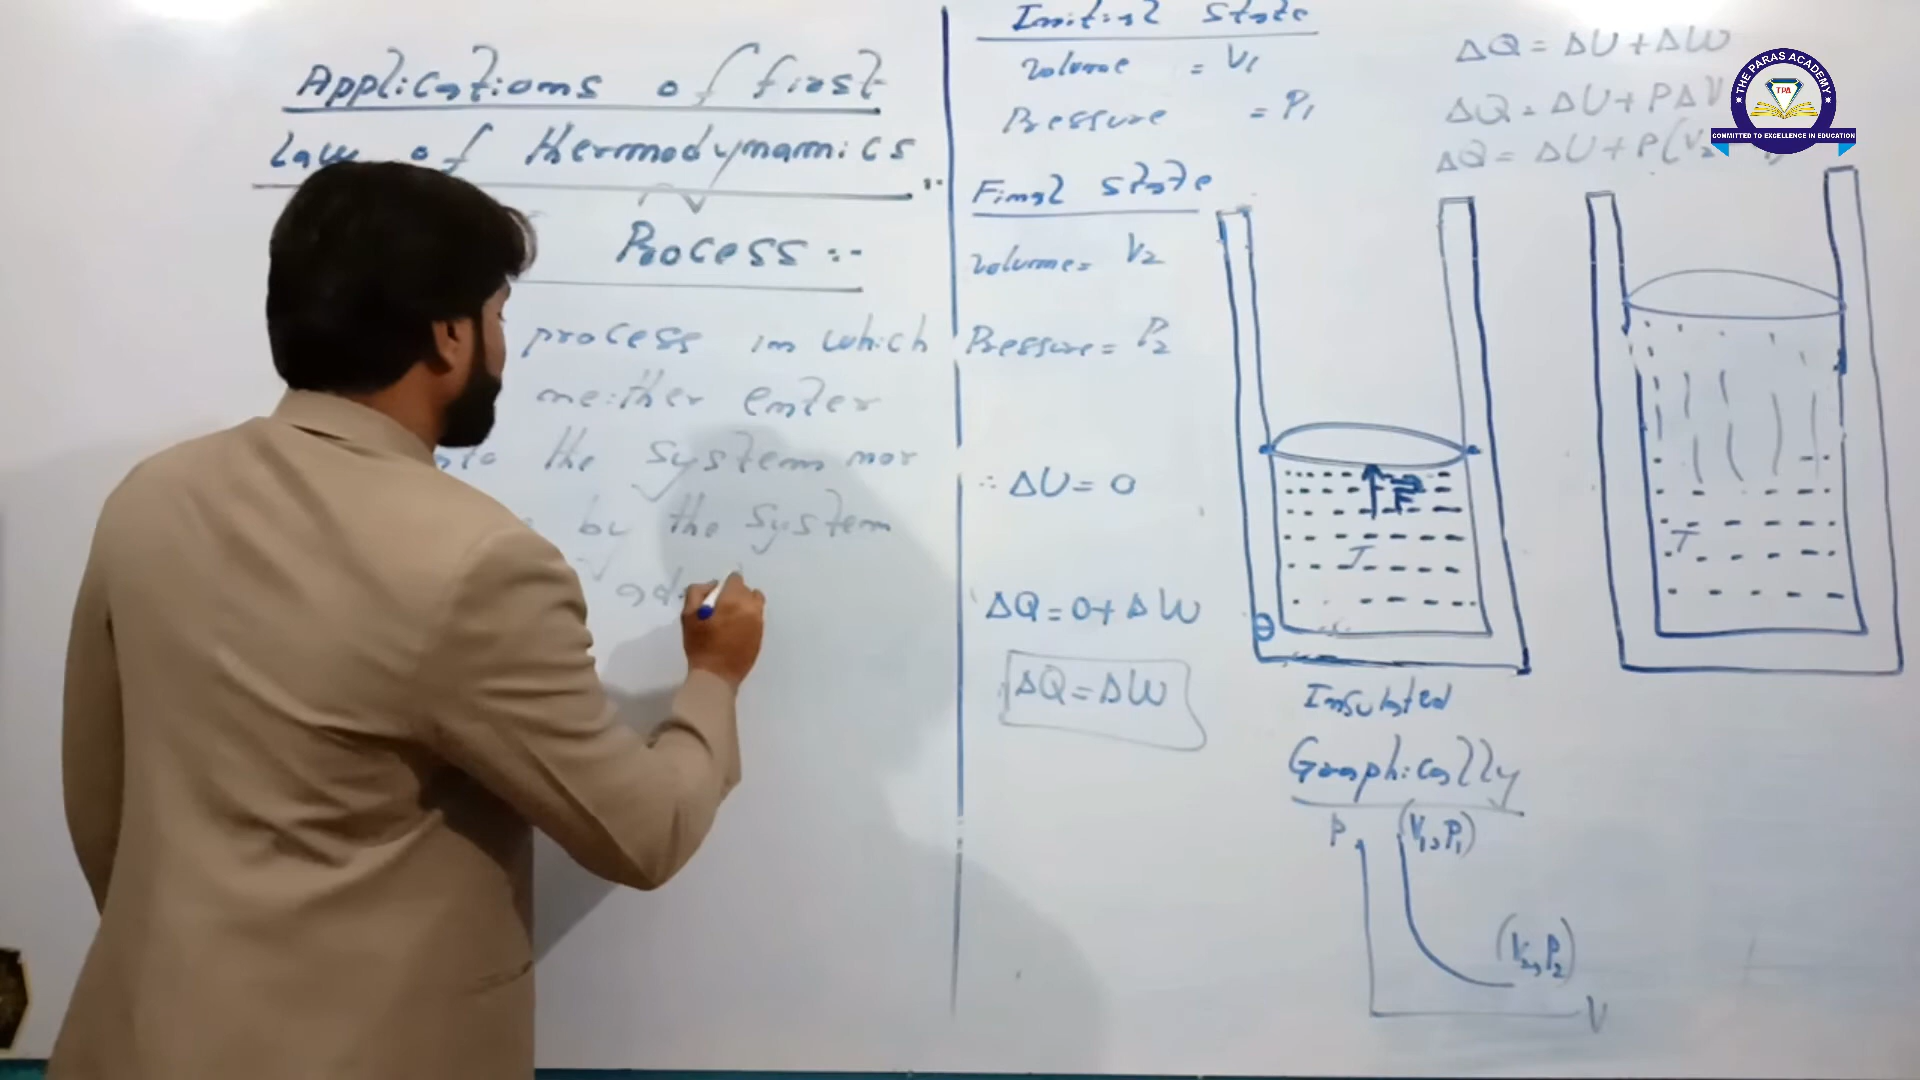 Applications of first
Law of thermodynamics :-
Process :-
process in which
neither enter
the system nor
by the system
Initial state
volume = V1
Pressure = P1
Final state
volume = V2
Pressure = P2
∴ ΔU = 0
ΔQ = 0 + ΔW
ΔQ = ΔW
ΔQ = ΔU + ΔW
ΔQ = ΔU + PΔV
ΔQ = ΔU + P(V2
THE PARAS ACADEMY
TPA
COMMITTED TO EXCELLENCE IN EDUCATION
F
T
T
Insulated
Graphically
P
(V1, P1)
(V2, P2)
V